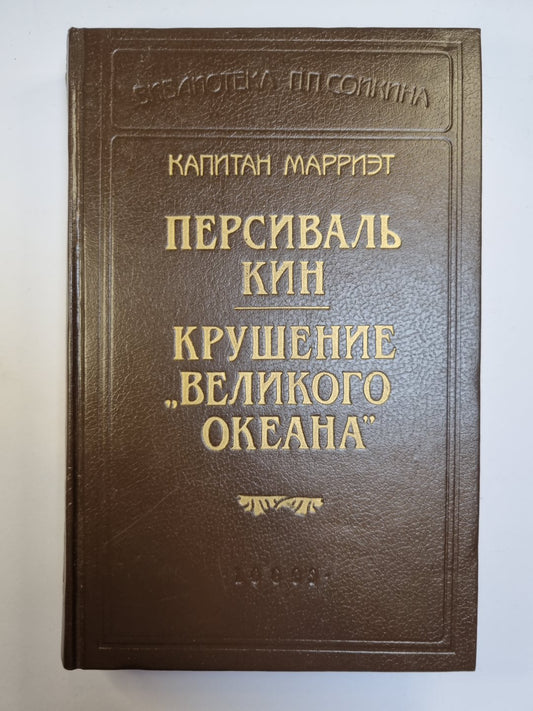 БИБЛИОТЕКА П.П.СОЙКИНА
КАПИТАН МАРРИЭТ
ПЕРСИВАЛЬ
КИН
КРУШЕНИЕ
„ВЕЛИКОГО
ОКЕАНА"